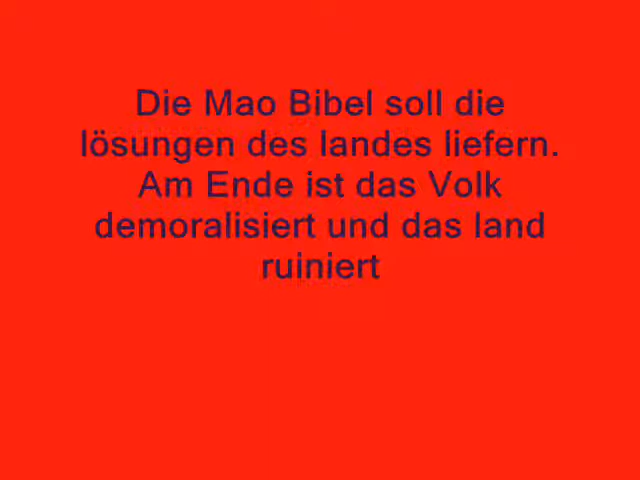 Die Mao Bibel soll die
lösungen des landes liefern.
Am Ende ist das Volk
demoralisiert und das land
ruiniert